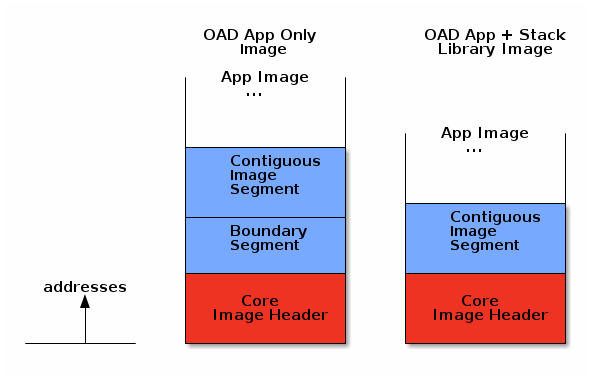 OAD App Only
Image
App Image
...
Contiguous
Image
Segment
Boundary
Segment
Core
Image Header
OAD App + Stack
Library Image
App Image
...
Contiguous
Image
Segment
Core
Image Header
addresses